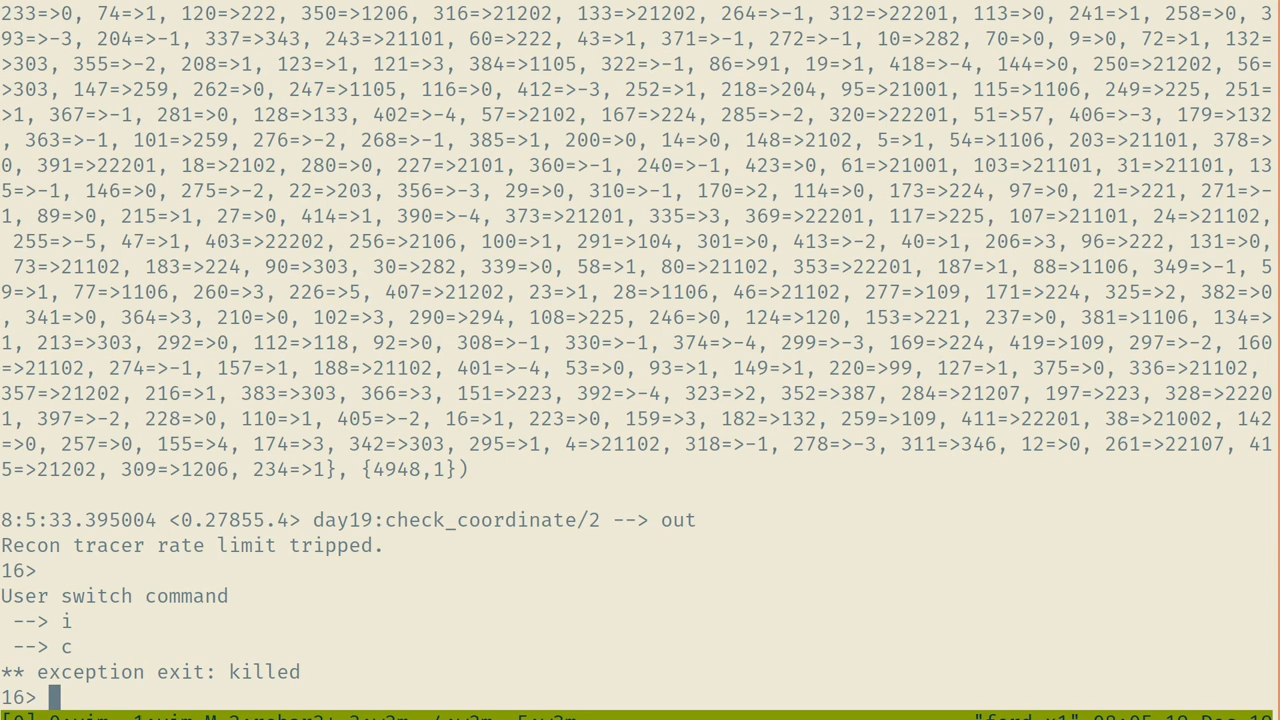 233=>0, 74=>1, 120=>222, 350=>1206, 316=>21202, 133=>21202, 264=>-1, 312=>22201, 113=>0, 241=>1, 258=>0, 3
93=>-3, 204=>-1, 337=>343, 243=>21101, 60=>222, 43=>1, 371=>-1, 272=>-1, 10=>282, 70=>0, 9=>0, 72=>1, 132=
>303, 355=>-2, 208=>1, 123=>1, 121=>3, 384=>1105, 322=>-1, 86=>91, 19=>1, 418=>-4, 144=>0, 250=>21202, 56=
>303, 147=>259, 262=>0, 247=>1105, 116=>0, 412=>-3, 252=>1, 218=>204, 95=>21001, 115=>1106, 249=>225, 251=
>1, 367=>-1, 281=>0, 128=>133, 402=>-4, 57=>2102, 167=>224, 285=>-2, 320=>22201, 51=>57, 406=>-3, 179=>132
, 363=>-1, 101=>259, 276=>-2, 268=>-1, 385=>1, 200=>0, 14=>0, 148=>2102, 5=>1, 54=>1106, 203=>21101, 378=>
0, 391=>22201, 18=>2102, 280=>0, 227=>2101, 360=>-1, 240=>-1, 423=>0, 61=>21001, 103=>21101, 31=>21101, 13
5=>-1, 146=>0, 275=>-2, 22=>203, 356=>-3, 29=>0, 310=>-1, 170=>2, 114=>0, 173=>224, 97=>0, 21=>221, 271=>-
1, 89=>0, 215=>1, 27=>0, 414=>1, 390=>-4, 373=>21201, 335=>3, 369=>22201, 117=>225, 107=>21101, 24=>21102,
 255=>-5, 47=>1, 403=>22202, 256=>2106, 100=>1, 291=>104, 301=>0, 413=>-2, 40=>1, 206=>3, 96=>222, 131=>0,
 73=>21102, 183=>224, 90=>303, 30=>282, 339=>0, 58=>1, 80=>21102, 353=>22201, 187=>1, 88=>1106, 349=>-1, 5
9=>1, 77=>1106, 260=>3, 226=>5, 407=>21202, 23=>1, 28=>1106, 46=>21102, 277=>109, 171=>224, 325=>2, 382=>0
, 341=>0, 364=>3, 210=>0, 102=>3, 290=>294, 108=>225, 246=>0, 124=>120, 153=>221, 237=>0, 381=>1106, 134=>
1, 213=>303, 292=>0, 112=>118, 92=>0, 308=>-1, 330=>-1, 374=>-4, 299=>-3, 169=>224, 419=>109, 297=>-2, 160
=>21102, 274=>-1, 157=>1, 188=>21102, 401=>-4, 53=>0, 93=>1, 149=>1, 220=>99, 127=>1, 375=>0, 336=>21102,
357=>21202, 216=>1, 383=>303, 366=>3, 151=>223, 392=>-4, 323=>2, 352=>387, 284=>21207, 197=>223, 328=>2220
1, 397=>-2, 228=>0, 110=>1, 405=>-2, 16=>1, 223=>0, 159=>3, 182=>132, 259=>109, 411=>22201, 38=>21002, 142
=>0, 257=>0, 155=>4, 174=>3, 342=>303, 295=>1, 4=>21102, 318=>-1, 278=>-3, 311=>346, 12=>0, 261=>22107, 41
5=>21202, 309=>1206, 234=>1}, {4948,1})
8:5:33.395004 <0.27855.4> day19:check_coordinate/2 --> out
Recon tracer rate limit tripped.
16>
User switch command
 --> i
 --> c
** exception exit: killed
16>